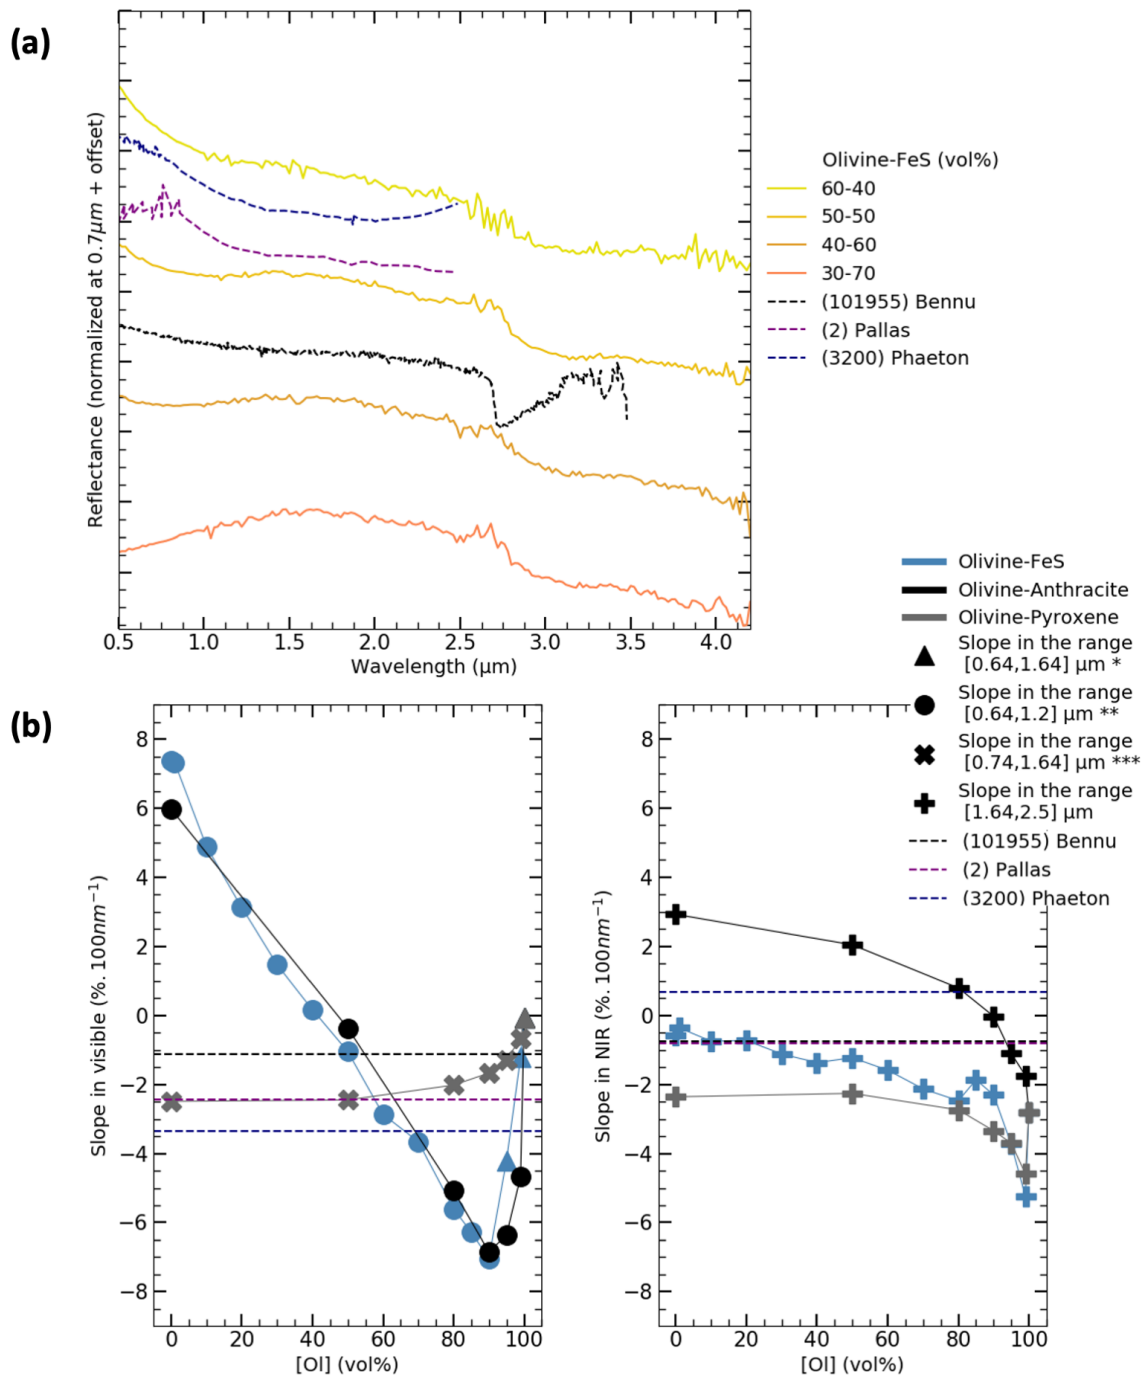 (a)
Reflectance (normalized at 0.7μm + offset)
0.5 1.0 1.5 2.0 2.5 3.0 3.5 4.0
Wavelength (μm)
Olivine-FeS (vol%)
60-40
50-50
40-60
30-70
(101955) Bennu
(2) Pallas
(3200) Phaeton
Olivine-FeS
Olivine-Anthracite
Olivine-Pyroxene
Slope in the range
[0.64,1.64] μm *
Slope in the range
[0.64,1.2] μm **
Slope in the range
[0.74,1.64] μm ***
Slope in the range
[1.64,2.5] μm
(101955) Bennu
(2) Pallas
(3200) Phaeton
(b)
Slope in visible (%. 100nm⁻¹)
8
6
4
2
0
−2
−4
−6
−8
0 20 40 60 80 100
[Ol] (vol%)
Slope in NIR (%. 100nm⁻¹)
8
6
4
2
0
−2
−4
−6
−8
0 20 40 60 80 100
[Ol] (vol%)